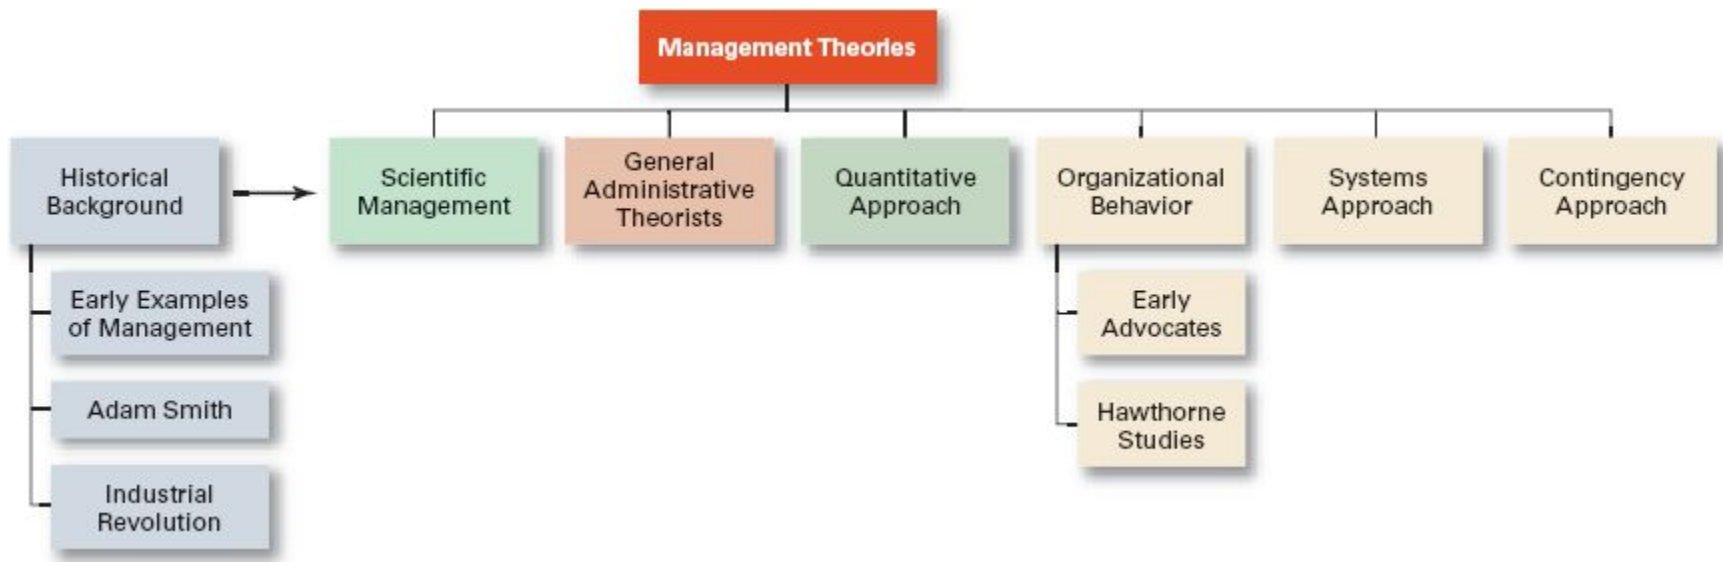 Management Theories
Historical
Background
Scientific
Management
General
Administrative
Theorists
Quantitative
Approach
Organizational
Behavior
Systems
Approach
Contingency
Approach
Early Examples
of Management
Adam Smith
Industrial
Revolution
Early
Advocates
Hawthorne
Studies